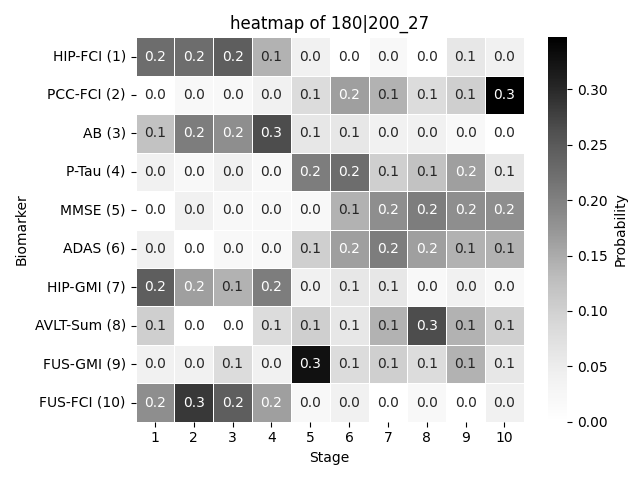 heatmap of 180|200_27
HIP-FCI (1) 0.2 0.2 0.2 0.1 0.0 0.0 0.0 0.0 0.1 0.0
PCC-FCI (2) 0.0 0.0 0.0 0.0 0.1 0.2 0.1 0.1 0.1 0.3
AB (3) 0.1 0.2 0.2 0.3 0.1 0.1 0.0 0.0 0.0 0.0
P-Tau (4) 0.0 0.0 0.0 0.0 0.2 0.2 0.1 0.1 0.2 0.1
MMSE (5) 0.0 0.0 0.0 0.0 0.0 0.1 0.2 0.2 0.2 0.2
ADAS (6) 0.0 0.0 0.0 0.0 0.1 0.2 0.2 0.2 0.1 0.1
HIP-GMI (7) 0.2 0.2 0.1 0.2 0.0 0.1 0.1 0.0 0.0 0.0
AVLT-Sum (8) 0.1 0.0 0.0 0.1 0.1 0.1 0.1 0.3 0.1 0.1
FUS-GMI (9) 0.0 0.0 0.1 0.0 0.3 0.1 0.1 0.1 0.1 0.1
FUS-FCI (10) 0.2 0.3 0.2 0.2 0.0 0.0 0.0 0.0 0.0 0.0
1 2 3 4 5 6 7 8 9 10
Stage
Biomarker
0.30
0.25
0.20
0.15
0.10
0.05
0.00
Probability